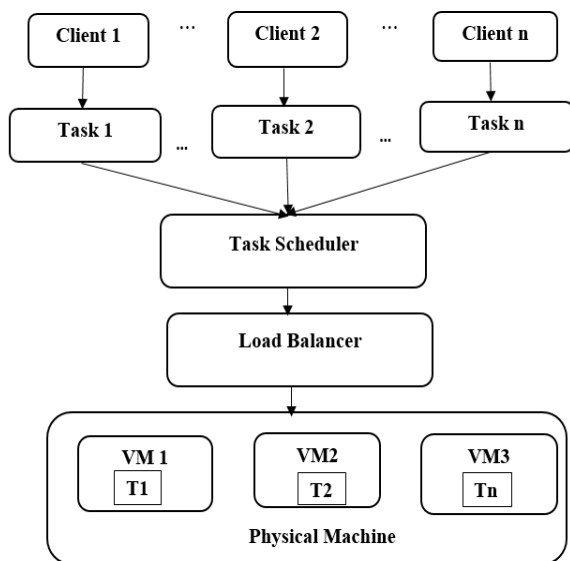 Client 1 ... Client 2 ... Client n
Task 1 ... Task 2 ... Task n
Task Scheduler
Load Balancer
VM 1 VM2 VM3
T1 T2 Tn
Physical Machine